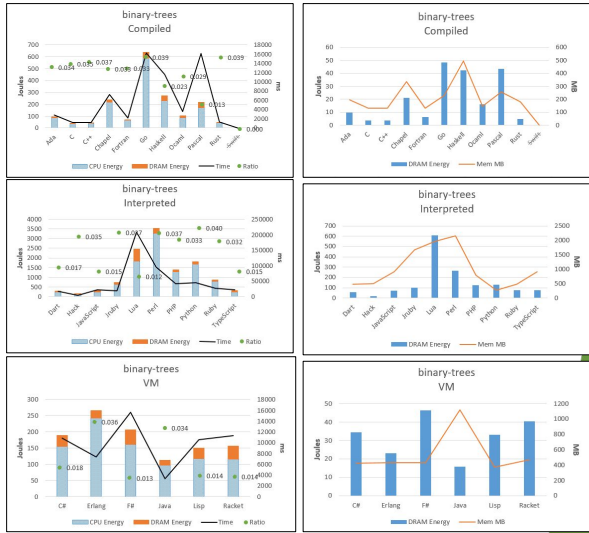 binary-trees
Compiled
700
600
500
400
300
200
100
0
Joules
18000
16000
14000
12000
10000
8000
6000
4000
2000
0
ms
0.034
0.035
0.037
0.033
0.033
0.039
0.023
0.029
0.013
0.039
Ada
C
C++
Chapel
Fortran
Go
Haskell
Ocaml
Pascal
Rust
CPU Energy
DRAM Energy
Time
Ratio
binary-trees
Compiled
60
50
40
30
20
10
0
Joules
600
500
400
300
200
100
0
MB
Ada
C
C++
Chapel
Fortran
Go
Haskell
Ocaml
Pascal
Rust
DRAM Energy
Mem MB
binary-trees
Interpreted
4000
3500
3000
2500
2000
1500
1000
500
0
Joules
250000
200000
150000
100000
50000
0
ms
0.017
0.035
0.015
0.012
0.037
0.033
0.040
0.032
0.015
Dart
Hack
JavaScript
Jruby
Lua
Perl
PHP
Python
Ruby
TypeScript
CPU Energy
DRAM Energy
Time
Ratio
binary-trees
Interpreted
700
600
500
400
300
200
100
0
Joules
2500
2000
1500
1000
500
0
MB
Dart
Hack
JavaScript
Jruby
Lua
Perl
PHP
Python
Ruby
TypeScript
DRAM Energy
Mem MB
binary-trees
VM
300
250
200
150
100
50
0
Joules
18000
16000
14000
12000
10000
8000
6000
4000
2000
0
ms
0.018
0.036
0.013
0.034
0.014
0.014
C#
Erlang
F#
Java
Lisp
Racket
CPU Energy
DRAM Energy
Time
Ratio
binary-trees
VM
50
40
30
20
10
0
Joules
1200
1000
800
600
400
200
0
MB
C#
Erlang
F#
Java
Lisp
Racket
DRAM Energy
Mem MB